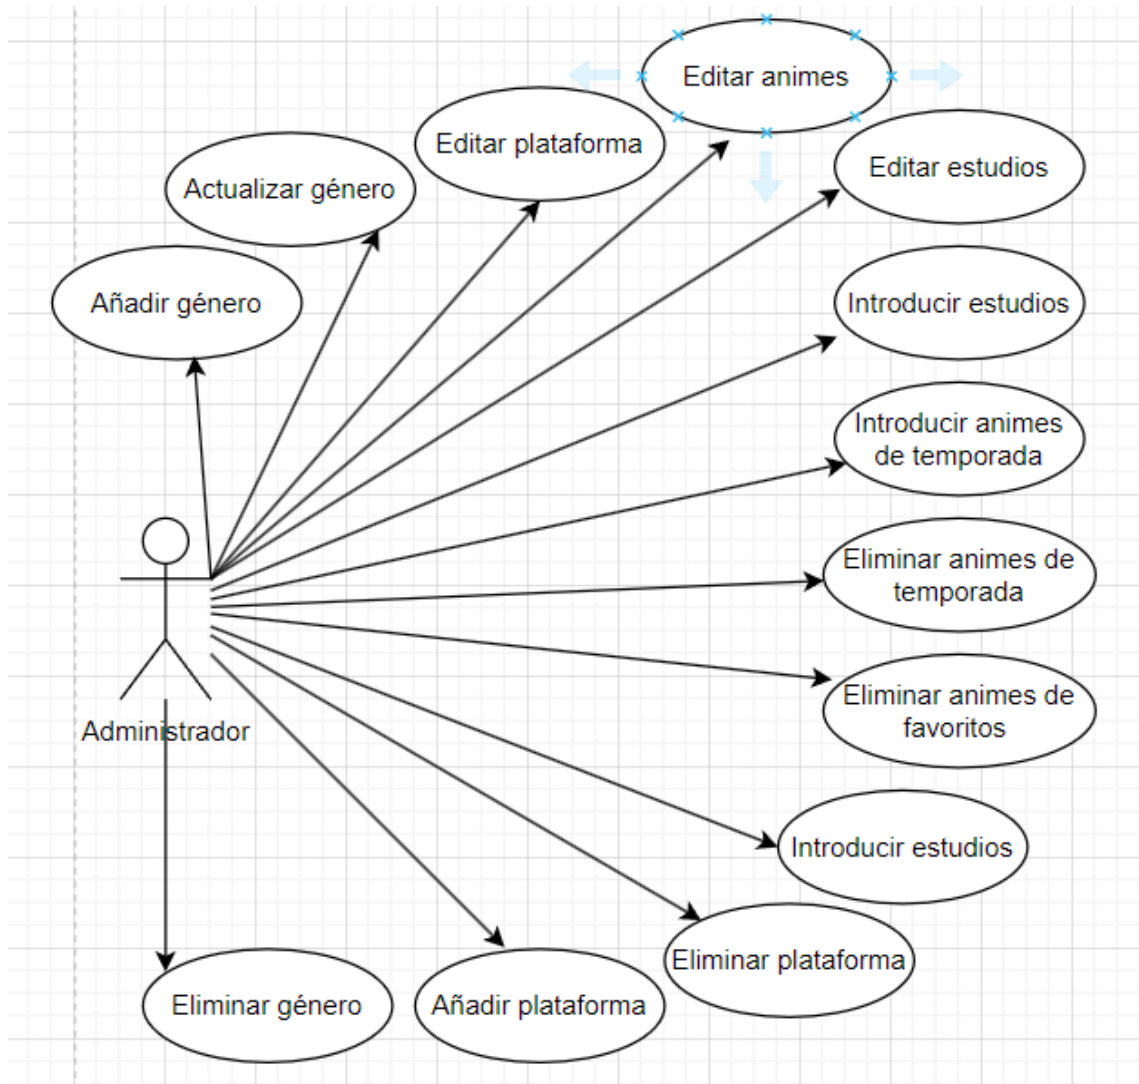 Editar animes
Editar plataforma
Editar estudios
Actualizar género
Añadir género
Introducir estudios
Introducir animes
de temporada
Eliminar animes de
temporada
Eliminar animes de
favoritos
Administrador
Introducir estudios
Eliminar plataforma
Eliminar género
Añadir plataforma